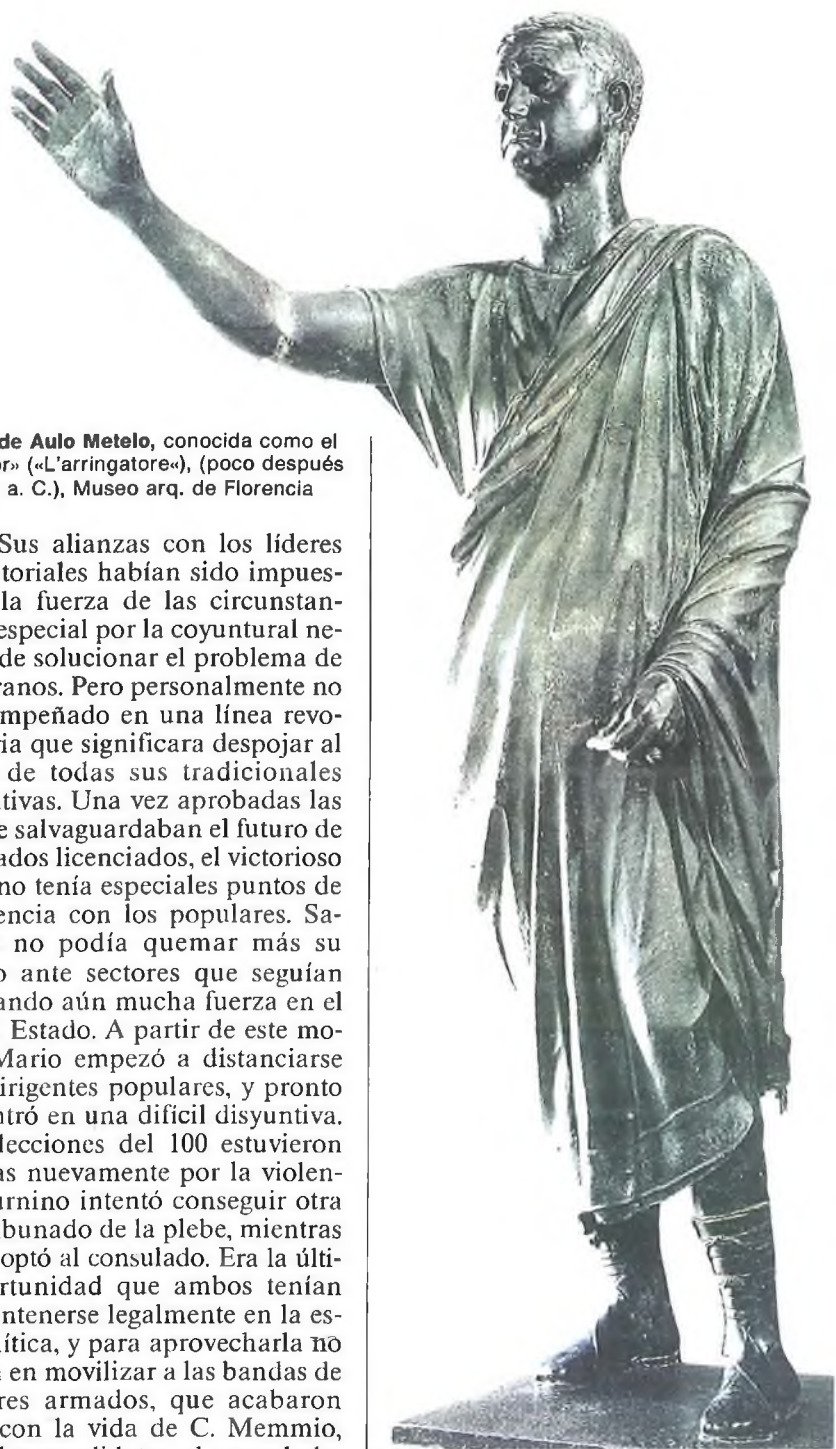 de Aulo Metelo, conocida como el
r» («L'arringatore«), (poco después
a. C.), Museo arq. de Florencia
Sus alianzas con los líderes
toriales habían sido impues-
la fuerza de las circunstan-
especial por la coyuntural ne-
de solucionar el problema de
ranos. Pero personalmente no
mpeñado en una línea revo-
ria que significara despojar al
de todas sus tradicionales
ativas. Una vez aprobadas las
e salvaguardaban el futuro de
ados licenciados, el victorioso
no tenía especiales puntos de
encia con los populares. Sa-
no podía quemar más su
o ante sectores que seguían
ando aún mucha fuerza en el
Estado. A partir de este mo-
Mario empezó a distanciarse
irigentes populares, y pronto
ntró en una difícil disyuntiva.
lecciones del 100 estuvieron
as nuevamente por la violen-
urnino intentó conseguir otra
bunado de la plebe, mientras
optó al consulado. Era la últi-
rtunidad que ambos tenían
ntenerse legalmente en la es-
lítica, y para aprovecharla no
en movilizar a las bandas de
res armados, que acabaron
con la vida de C. Memmio,